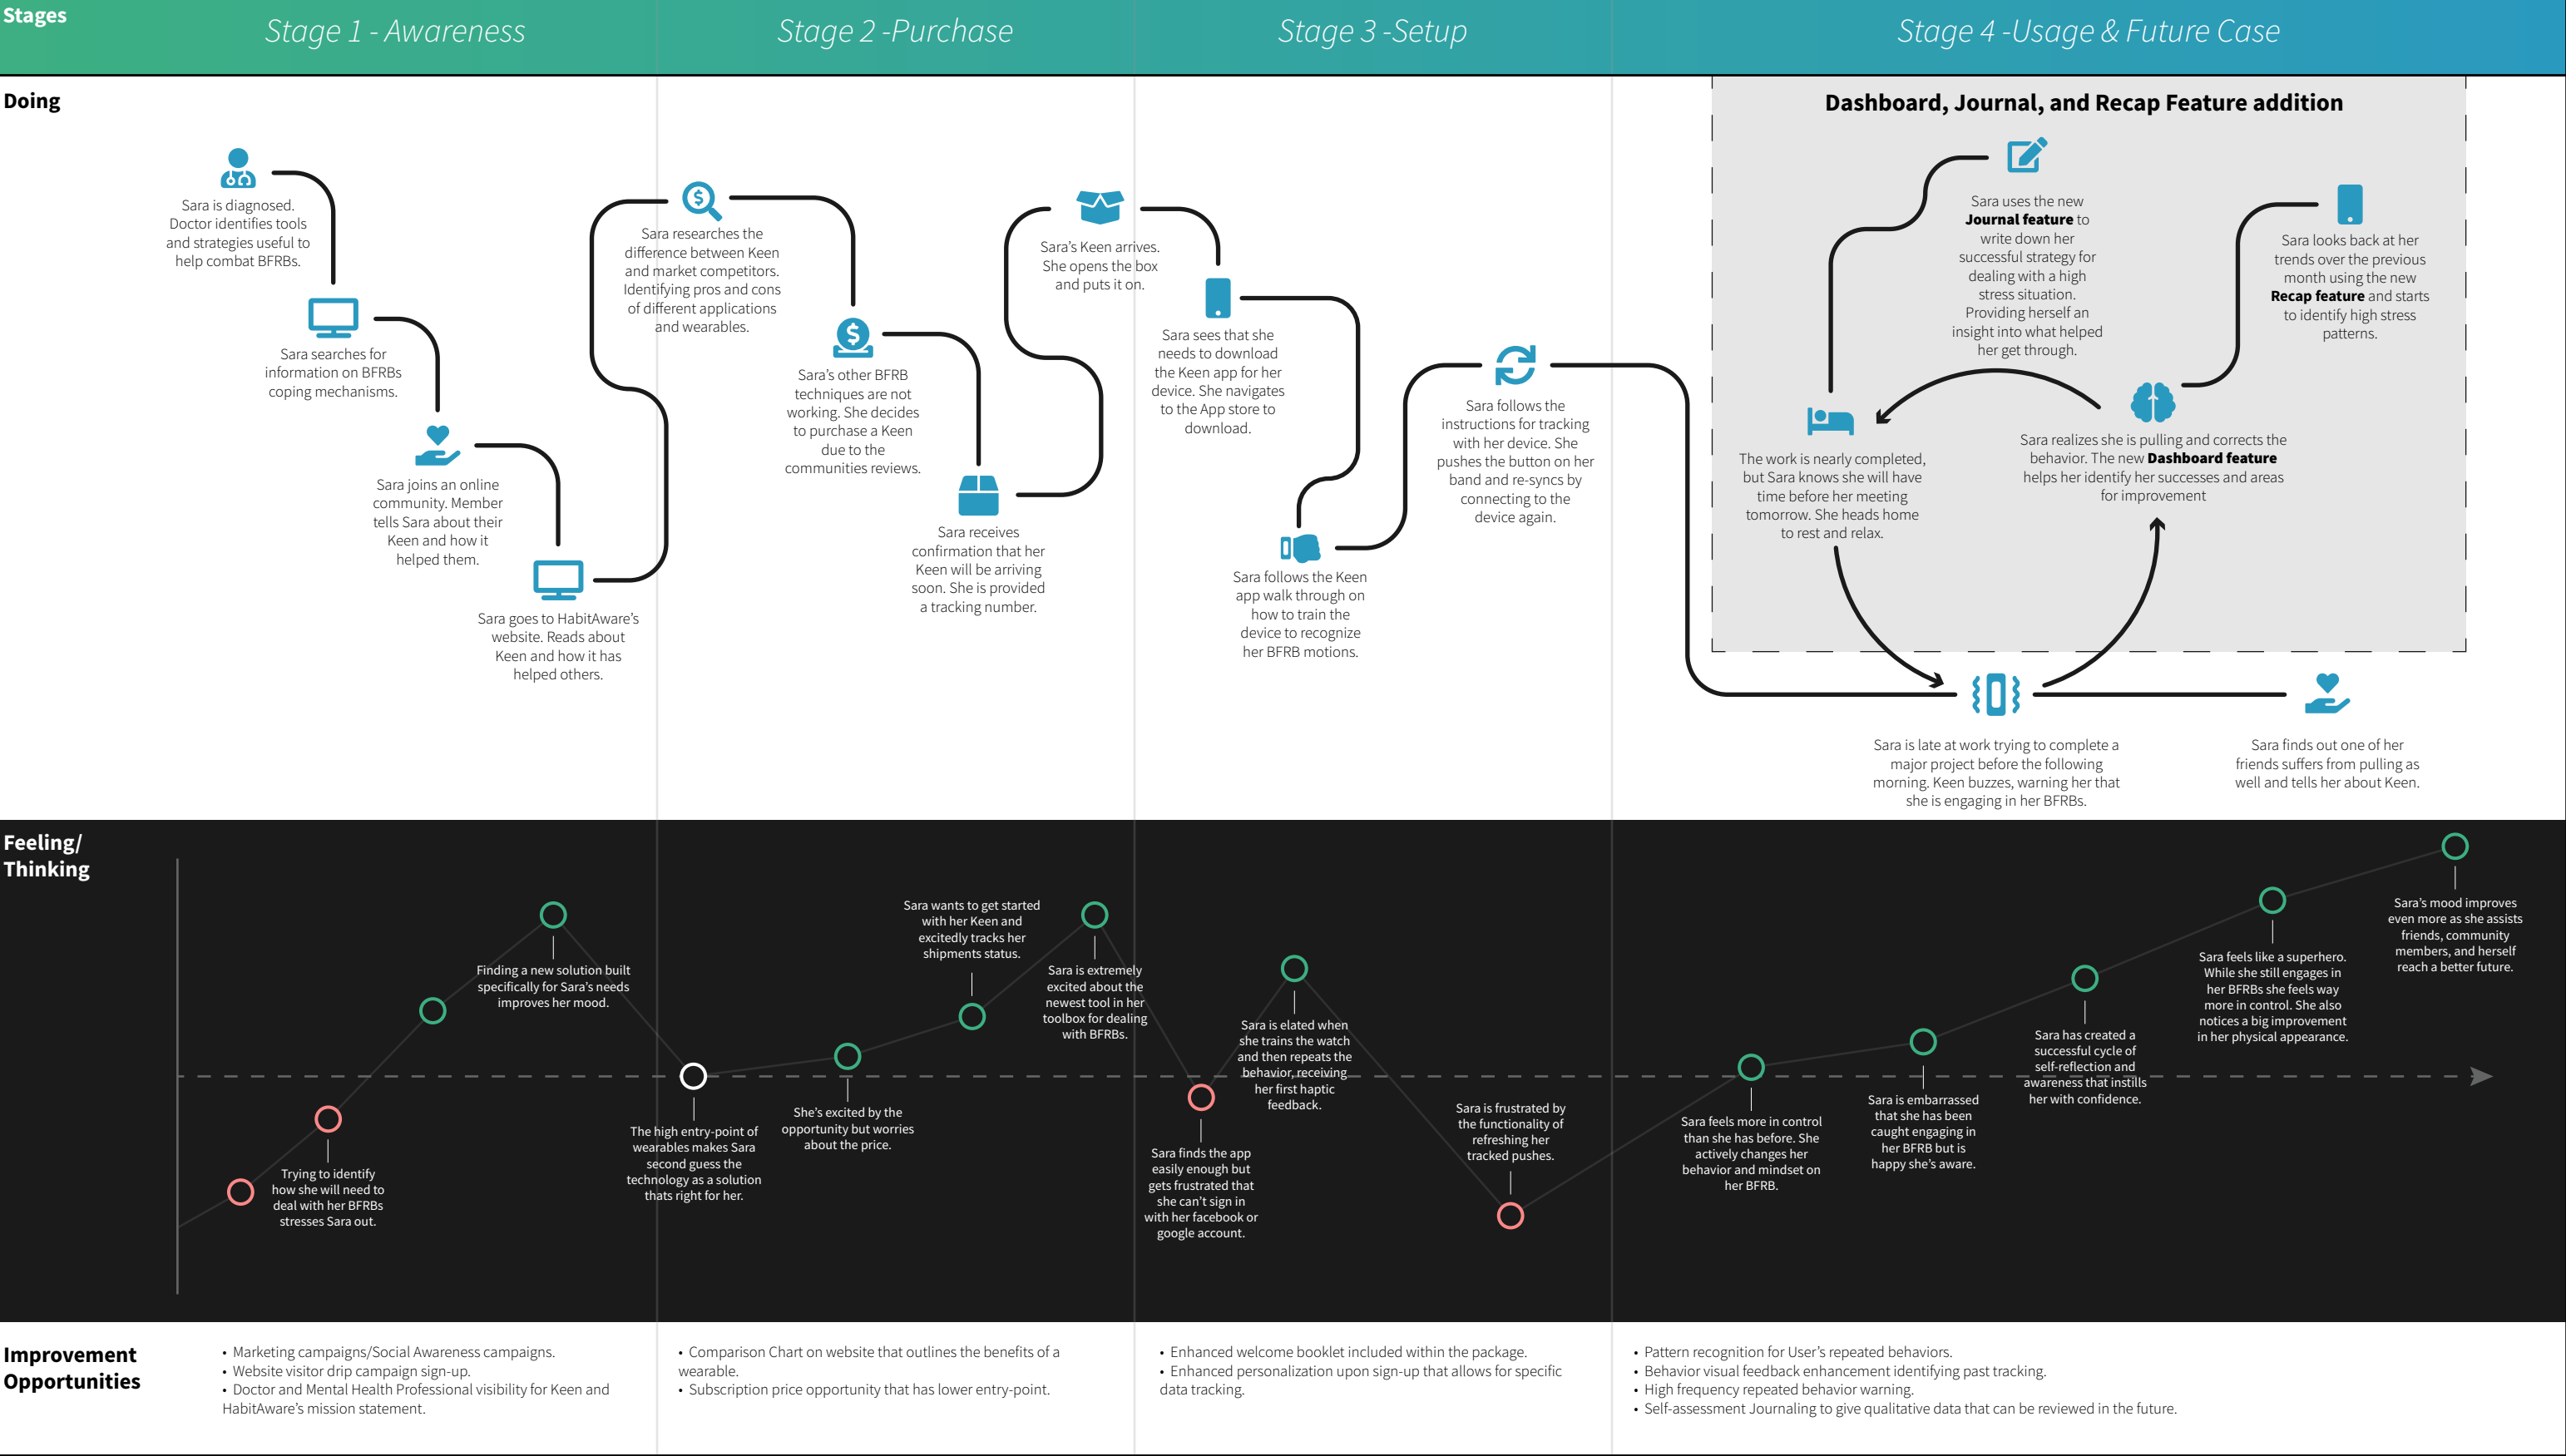 Stages
Stage 1 - Awareness
Stage 2 -Purchase
Stage 3 -Setup
Stage 4 -Usage & Future Case
Doing
Sara is diagnosed.
Doctor identifies tools
and strategies useful to
help combat BFRBs.
Sara searches for
information on BFRBs
coping mechanisms.
Sara joins an online
community. Member
tells Sara about their
Keen and how it
helped them.
Sara goes to HabitAware's
website. Reads about
Keen and how it has
helped others.
Sara researches the
difference between Keen
and market competitors.
Identifying pros and cons
of different applications
and wearables.
Sara's other BFRB
techniques are not
working. She decides
to purchase a Keen
due to the
communities reviews.
Sara receives
confirmation that her
Keen will be arriving
soon. She is provided
a tracking number.
Sara's Keen arrives.
She opens the box
and puts it on.
Sara sees that she
needs to download
the Keen app for her
device. She navigates
to the App store to
download.
Sara follows the Keen
app walk through on
how to train the
device to recognize
her BFRB motions.
Sara follows the
instructions for tracking
with her device. She
pushes the button on her
band and re-syncs by
connecting to the
device again.
Dashboard, Journal, and Recap Feature addition
Sara uses the new
Journal feature to
write down her
successful strategy for
dealing with a high
stress situation.
Providing herself an
insight into what helped
her get through.
Sara looks back at her
trends over the previous
month using the new
Recap feature and starts
to identify high stress
patterns.
The work is nearly completed,
but Sara knows she will have
time before her meeting
tomorrow. She heads home
to rest and relax.
Sara realizes she is pulling and corrects the
behavior. The new Dashboard feature
helps her identify her successes and areas
for improvement
Sara is late at work trying to complete a
major project before the following
morning. Keen buzzes, warning her that
she is engaging in her BFRBs.
Sara finds out one of her
friends suffers from pulling as
well and tells her about Keen.
Feeling/
Thinking
Trying to identify
how she will need to
deal with her BFRBs
stresses Sara out.
Finding a new solution built
specifically for Sara's needs
improves her mood.
The high entry-point of
wearables makes Sara
second guess the
technology as a solution
thats right for her.
She's excited by the
opportunity but worries
about the price.
Sara wants to get started
with her Keen and
excitedly tracks her
shipments status.
Sara is extremely
excited about the
newest tool in her
toolbox for dealing
with BFRBs.
Sara finds the app
easily enough but
gets frustrated that
she can't sign in
with her facebook or
google account.
Sara is elated when
she trains the watch
and then repeats the
behavior, receiving
her first haptic
feedback.
Sara is frustrated by
the functionality of
refreshing her
tracked pushes.
Sara feels more in control
than she has before. She
actively changes her
behavior and mindset on
her BFRB.
Sara is embarrassed
that she has been
caught engaging in
her BFRB but is
happy she's aware.
Sara has created a
successful cycle of
self-reflection and
awareness that instills
her with confidence.
Sara feels like a superhero.
While she still engages in
her BFRBs she feels way
more in control. She also
notices a big improvement
in her physical appearance.
Sara's mood improves
even more as she assists
friends, community
members, and herself
reach a better future.
Improvement
Opportunities
• Marketing campaigns/Social Awareness campaigns.
• Website visitor drip campaign sign-up.
• Doctor and Mental Health Professional visibility for Keen and
HabitAware's mission statement.
• Comparison Chart on website that outlines the benefits of a
wearable.
• Subscription price opportunity that has lower entry-point.
• Enhanced welcome booklet included within the package.
• Enhanced personalization upon sign-up that allows for specific
data tracking.
• Pattern recognition for User's repeated behaviors.
• Behavior visual feedback enhancement identifying past tracking.
• High frequency repeated behavior warning.
• Self-assessment Journaling to give qualitative data that can be reviewed in the future.